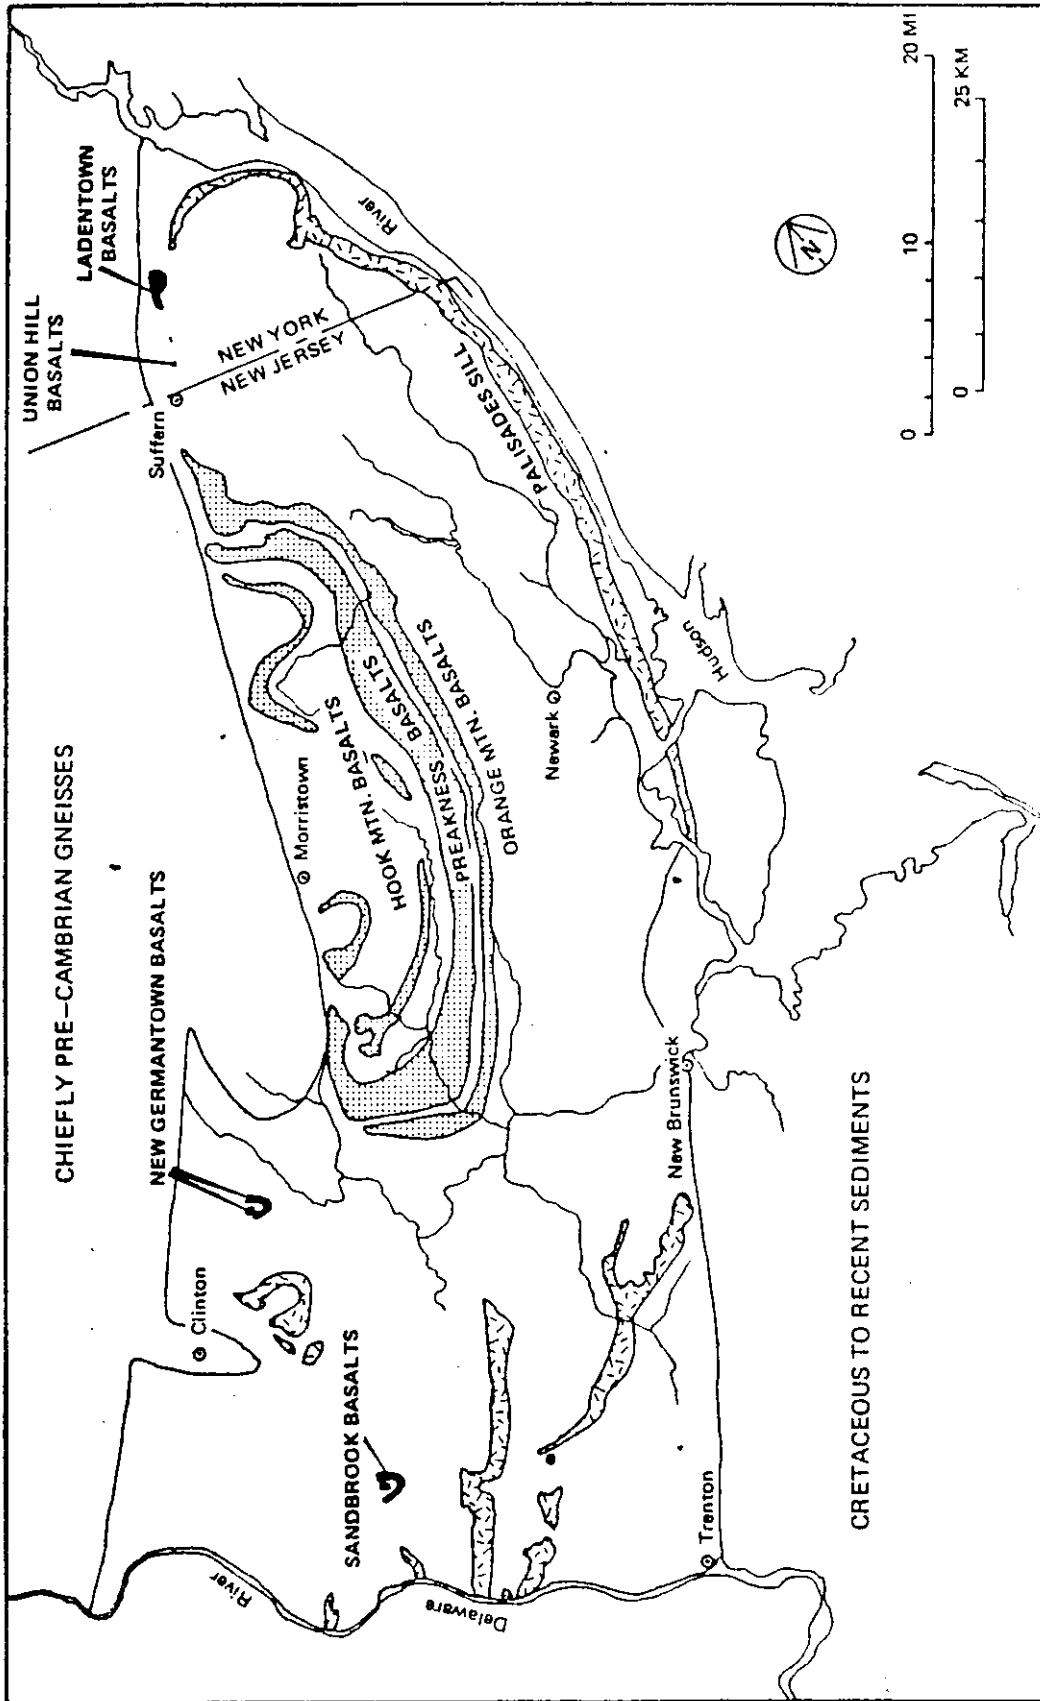 CHIEFLY PRE-CAMBRIAN GNEISSES
UNION HILL
BASALTS
LADENTOWN
BASALTS
Suffern
NEW YORK
NEW JERSEY
River
PALISADES SILL
NEW GERMANTOWN BASALTS
Morristown
HOOK MTN. BASALTS
PREAKNESS BASALTS
ORANGE MTN. BASALTS
Newark
Hudson
Clinton
SANDBROOK BASALTS
New Brunswick
River
Delaware
Trenton
CRETACEOUS TO RECENT SEDIMENTS
N
0 10 20 MI
0 25 KM